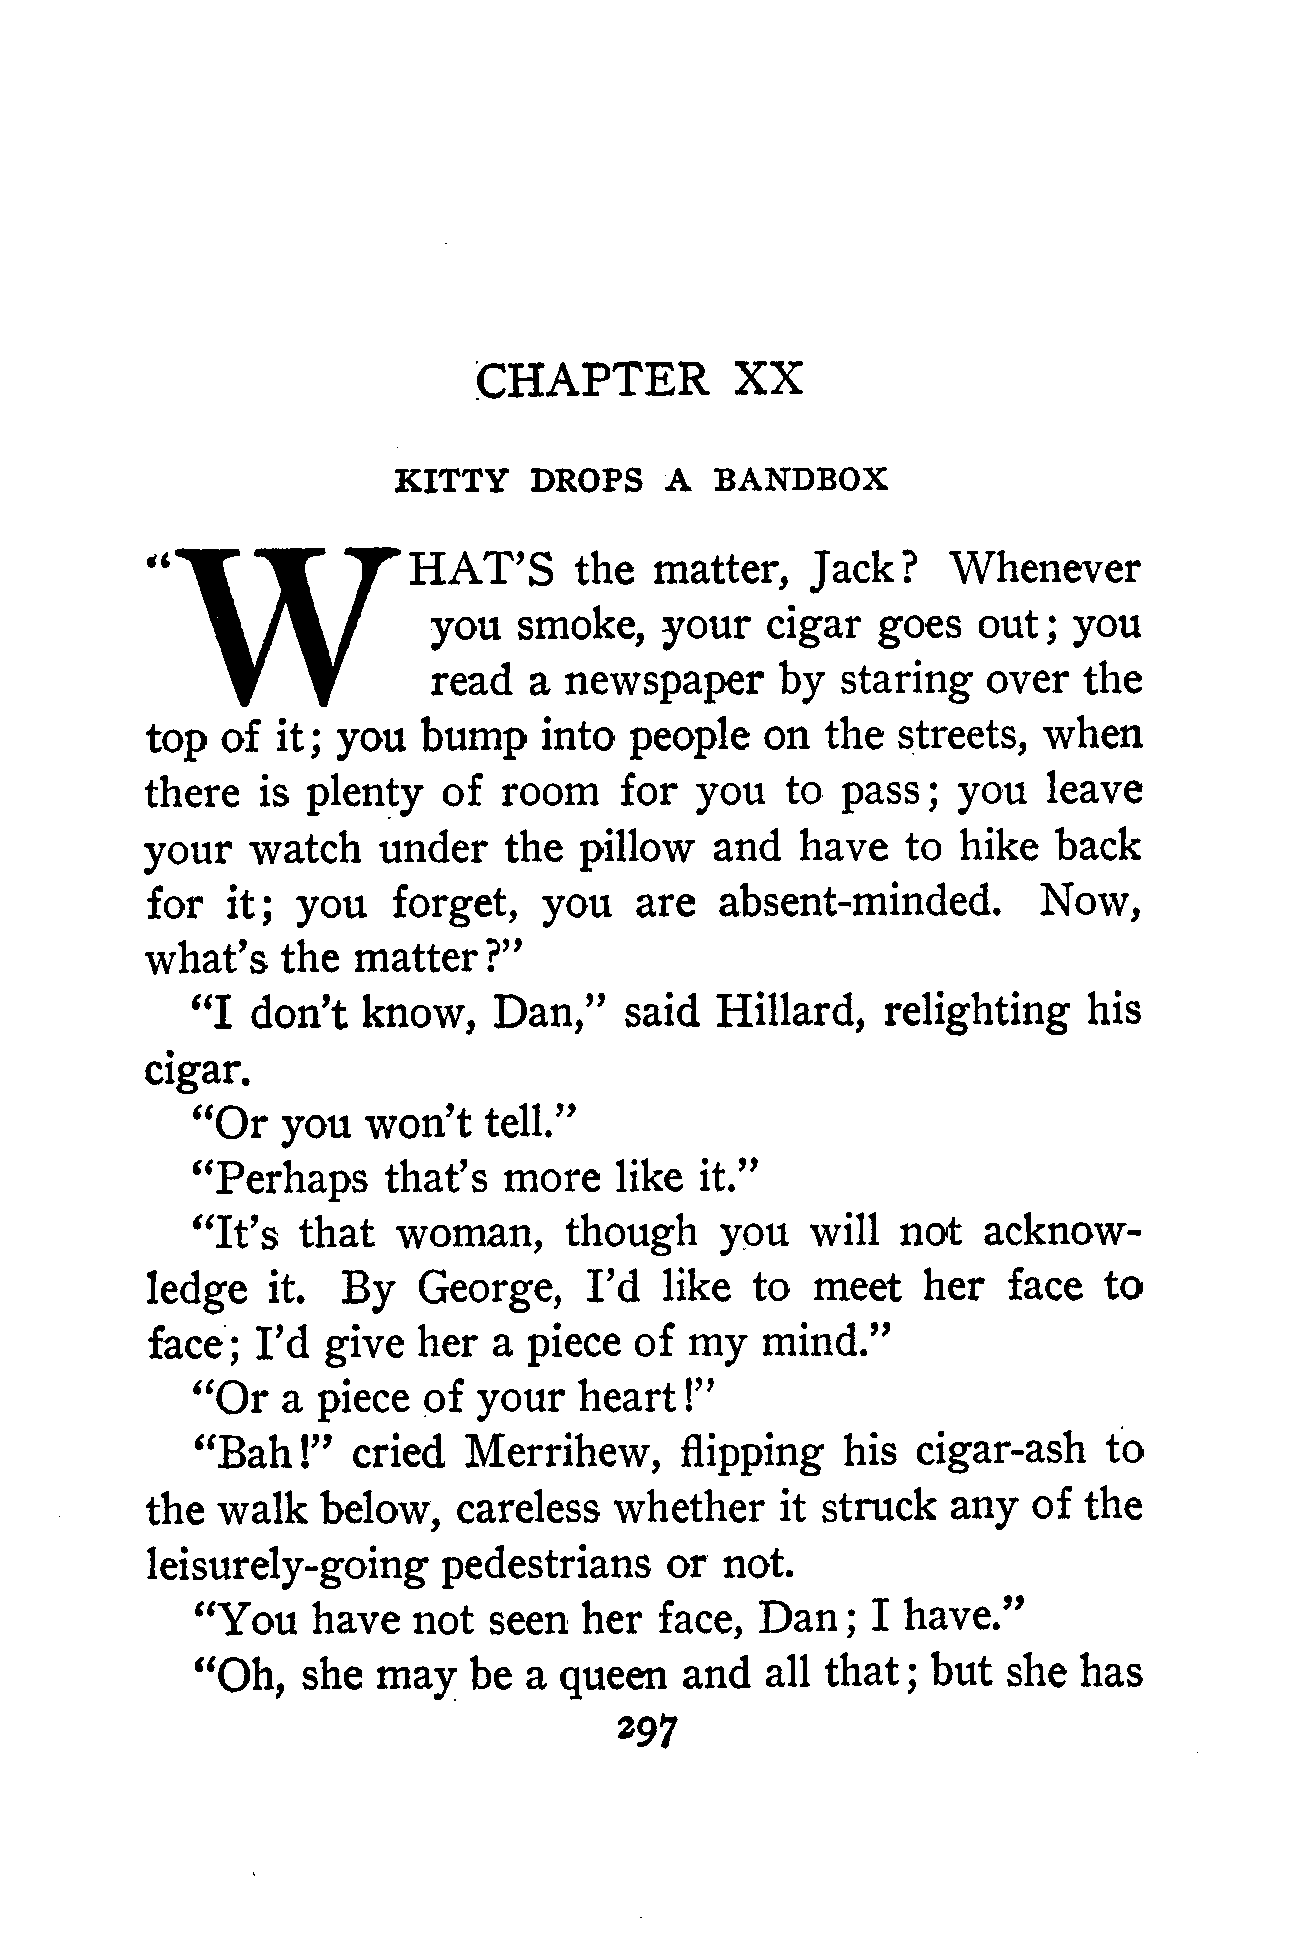 CHAPTER XX
KITTY DROPS A BANDBOX
"WHAT'S the matter, Jack? Whenever
you smoke, your cigar goes out; you
read a newspaper by staring over the
top of it; you bump into people on the streets, when
there is plenty of room for you to pass; you leave
your watch under the pillow and have to hike back
for it; you forget, you are absent-minded. Now,
what's the matter?"
"I don't know, Dan," said Hillard, relighting his
cigar.
"Or you won't tell."
"Perhaps that's more like it."
"It's that woman, though you will not acknow-
ledge it. By George, I'd like to meet her face to
face; I'd give her a piece of my mind."
"Or a piece of your heart!"
"Bah!" cried Merrihew, flipping his cigar-ash to
the walk below, careless whether it struck any of the
leisurely-going pedestrians or not.
"You have not seen her face, Dan; I have."
"Oh, she may be a queen and all that; but she has
297